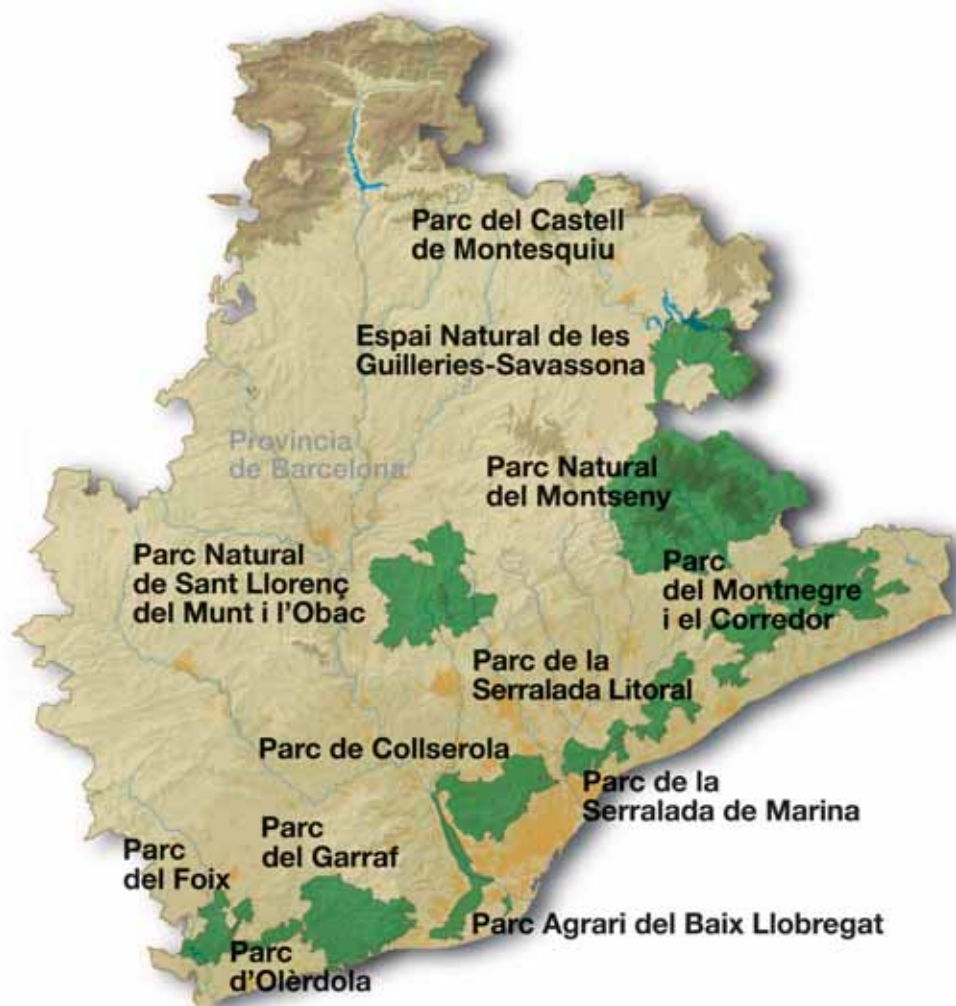 Parc del Castell
de Montesquiu
Espai Natural de les
Guilleries-Savassona
Província
de Barcelona
Parc Natural
del Montseny
Parc Natural
de Sant Llorenç
del Munt i l'Obac
Parc
del Montnegre
i el Corredor
Parc de la
Serralada Litoral
Parc de Collserola
Parc de la
Serralada de Marina
Parc
del Garraf
Parc
del Foix
Parc Agrari del Baix Llobregat
Parc
d'Olèrdola